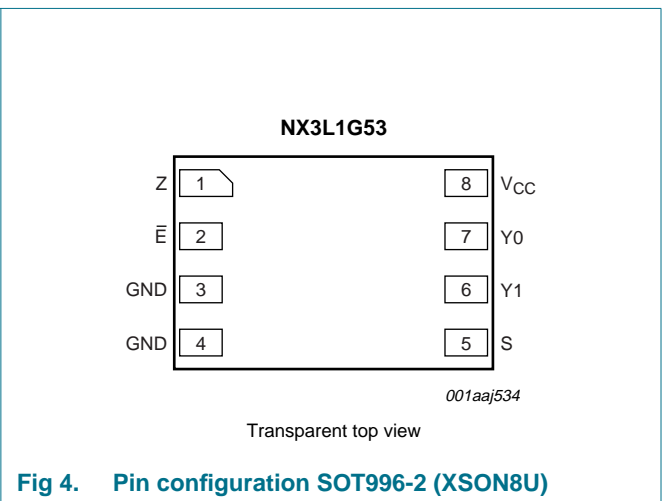 NX3L1G53
Z 1 8 VCC
Ē 2 7 Y0
GND 3 6 Y1
GND 4 5 S
001aaj534
Transparent top view
Fig 4. Pin configuration SOT996-2 (XSON8U)